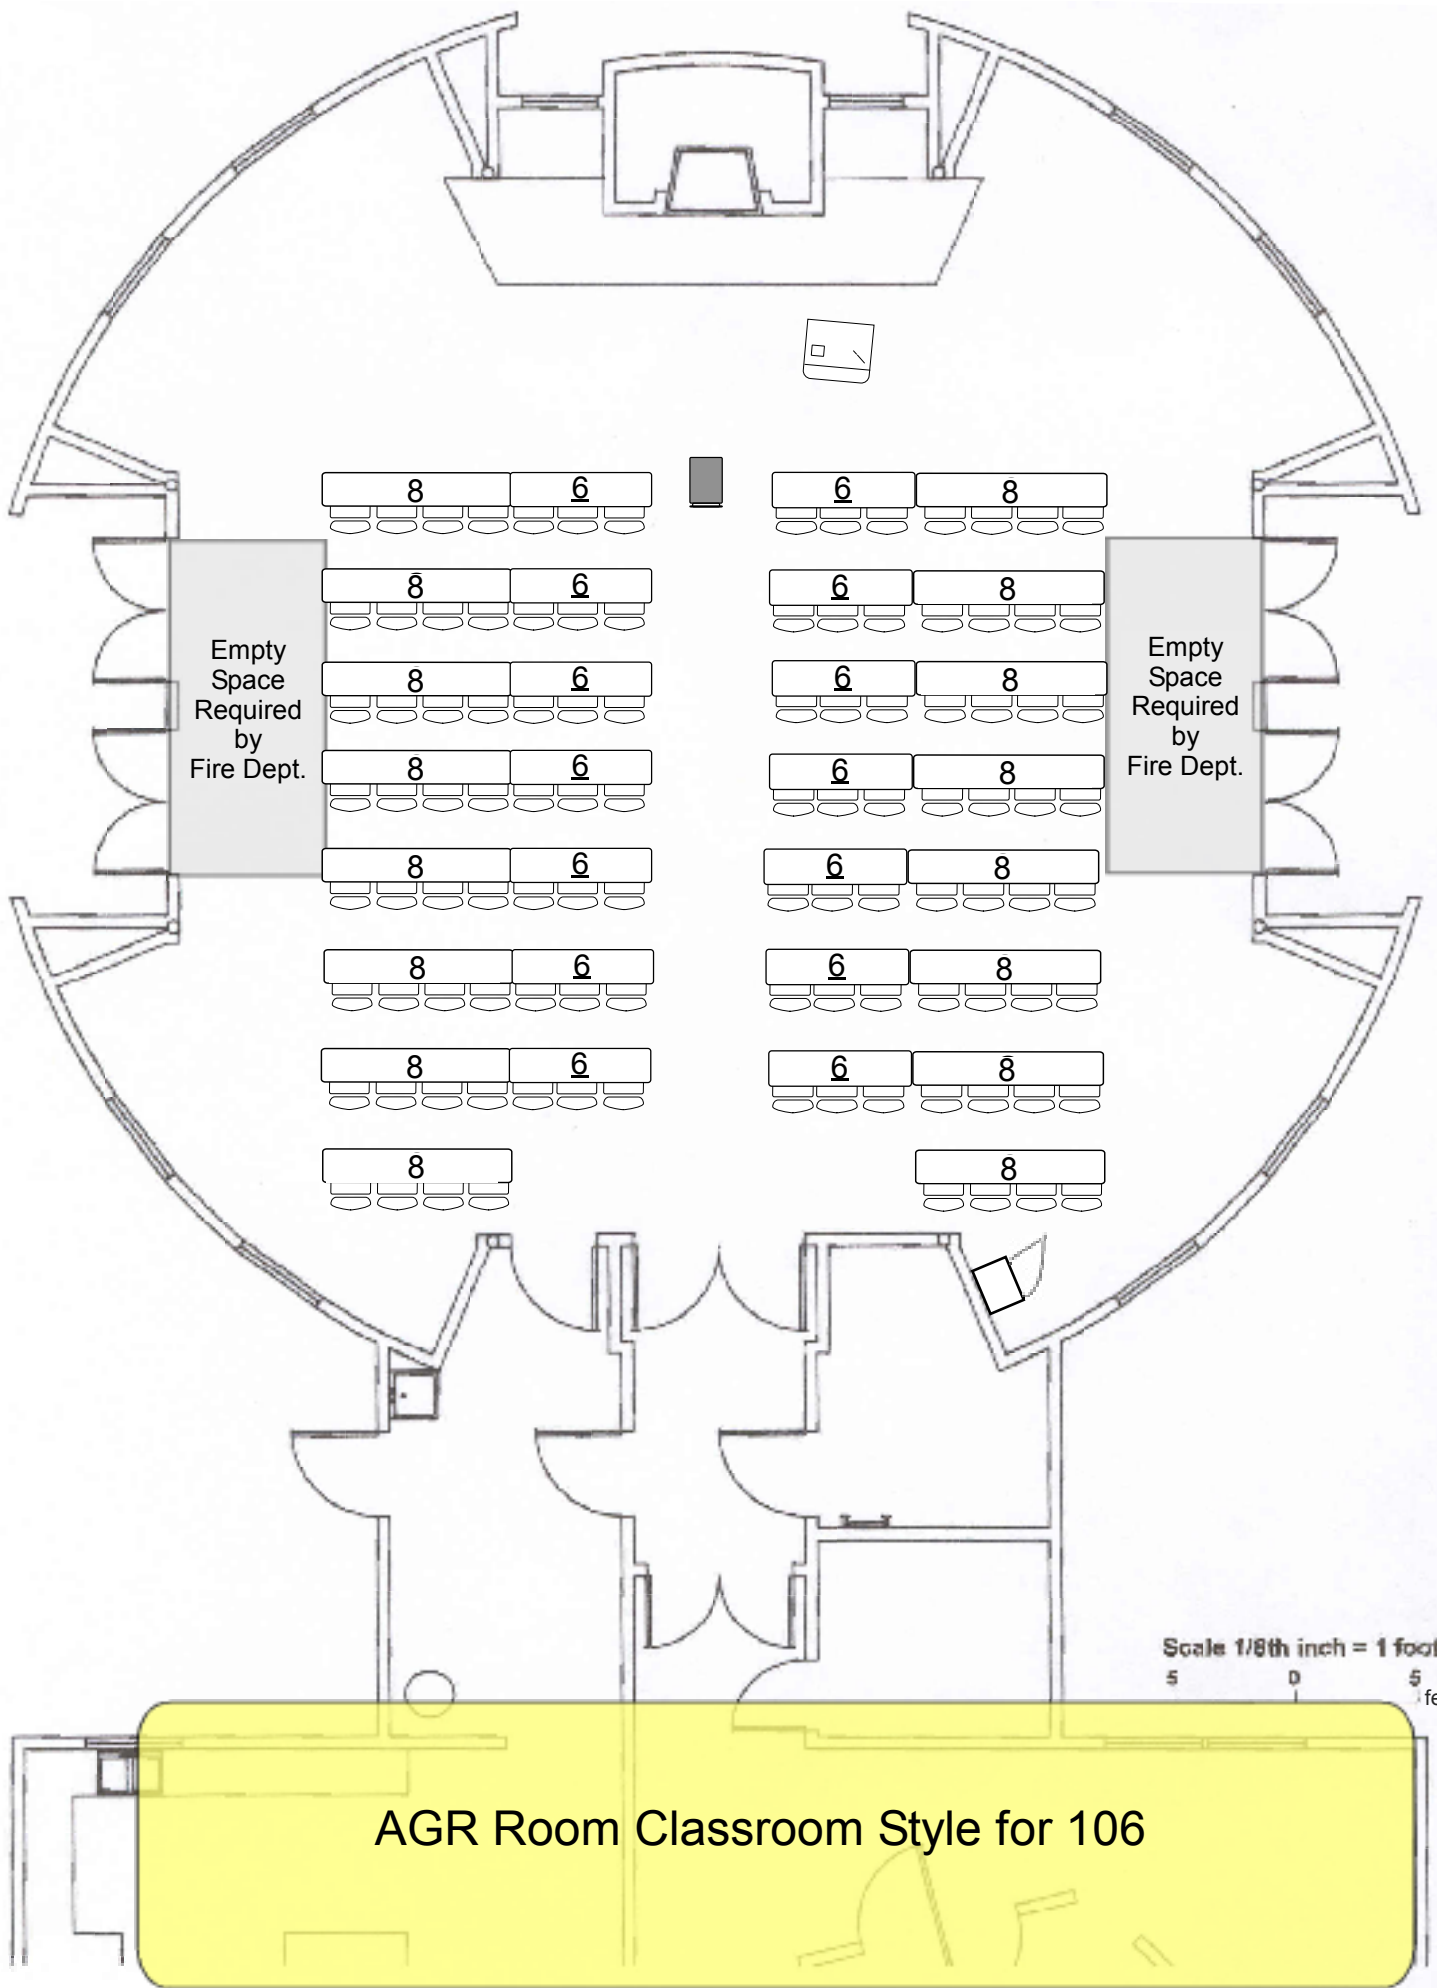 8 6 6 8
8 6 6 8
Empty
Space
Required
by
Fire Dept.
Empty
Space
Required
by
Fire Dept.
8 6 6 8
8 6 6 8
8 6 6 8
8 6 6 8
8 6 6 8
8 8
Scale 1/8th inch = 1 foot
5 0 5
fe
AGR Room Classroom Style for 106